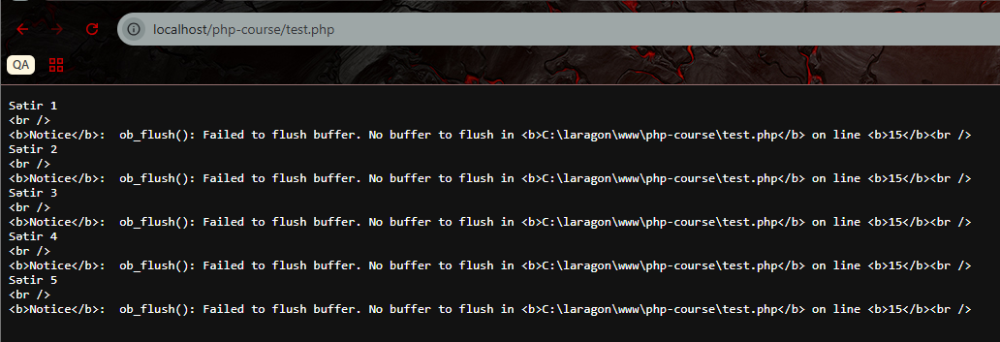 localhost/php-course/test.php
QA
Sətir 1
<br />
<b>Notice</b>:  ob_flush(): Failed to flush buffer. No buffer to flush in <b>C:\laragon\www\php-course\test.php</b> on line <b>15</b><br />
Sətir 2
<br />
<b>Notice</b>:  ob_flush(): Failed to flush buffer. No buffer to flush in <b>C:\laragon\www\php-course\test.php</b> on line <b>15</b><br />
Sətir 3
<br />
<b>Notice</b>:  ob_flush(): Failed to flush buffer. No buffer to flush in <b>C:\laragon\www\php-course\test.php</b> on line <b>15</b><br />
Sətir 4
<br />
<b>Notice</b>:  ob_flush(): Failed to flush buffer. No buffer to flush in <b>C:\laragon\www\php-course\test.php</b> on line <b>15</b><br />
Sətir 5
<br />
<b>Notice</b>:  ob_flush(): Failed to flush buffer. No buffer to flush in <b>C:\laragon\www\php-course\test.php</b> on line <b>15</b><br />